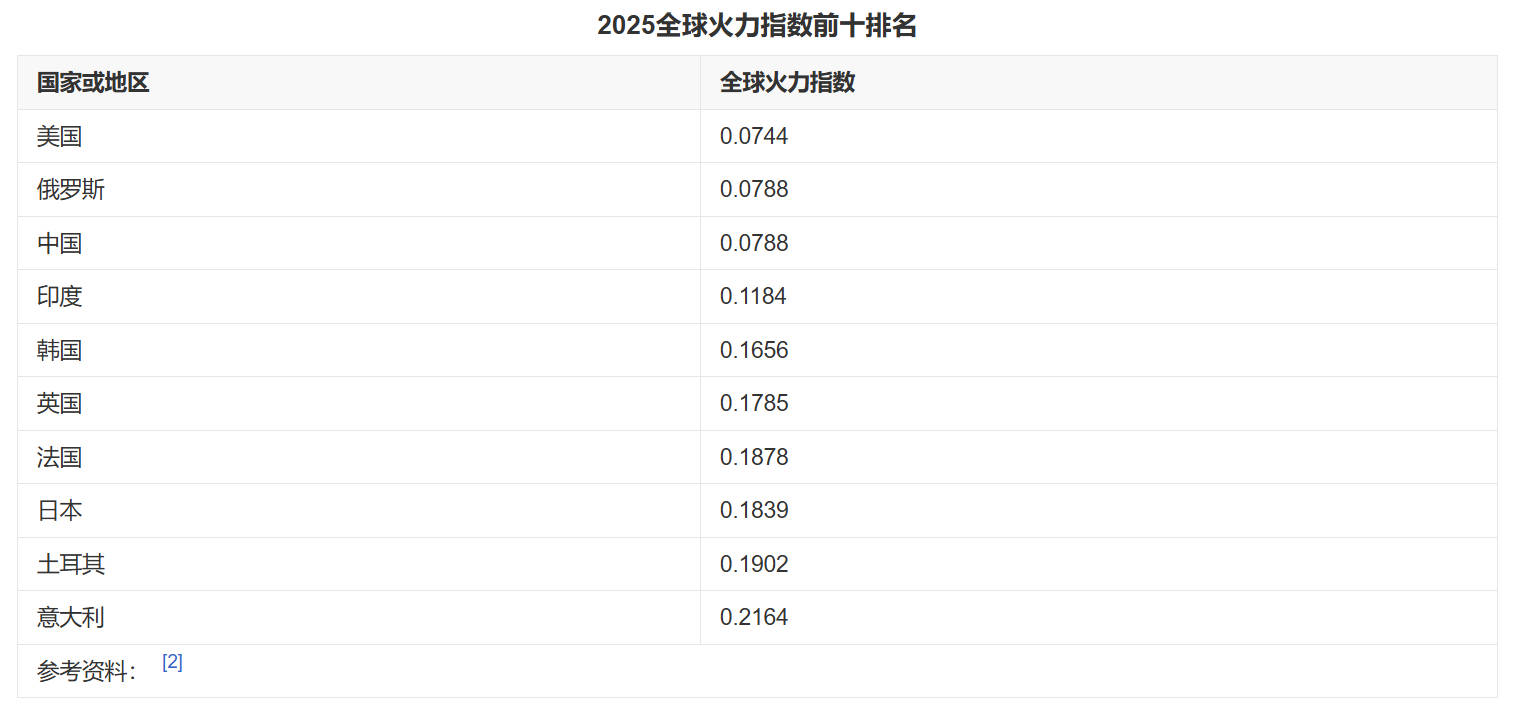 2025全球火力指数前十排名
国家或地区 全球火力指数
美国 0.0744
俄罗斯 0.0788
中国 0.0788
印度 0.1184
韩国 0.1656
英国 0.1785
法国 0.1878
日本 0.1839
土耳其 0.1902
意大利 0.2164
参考资料： [2]